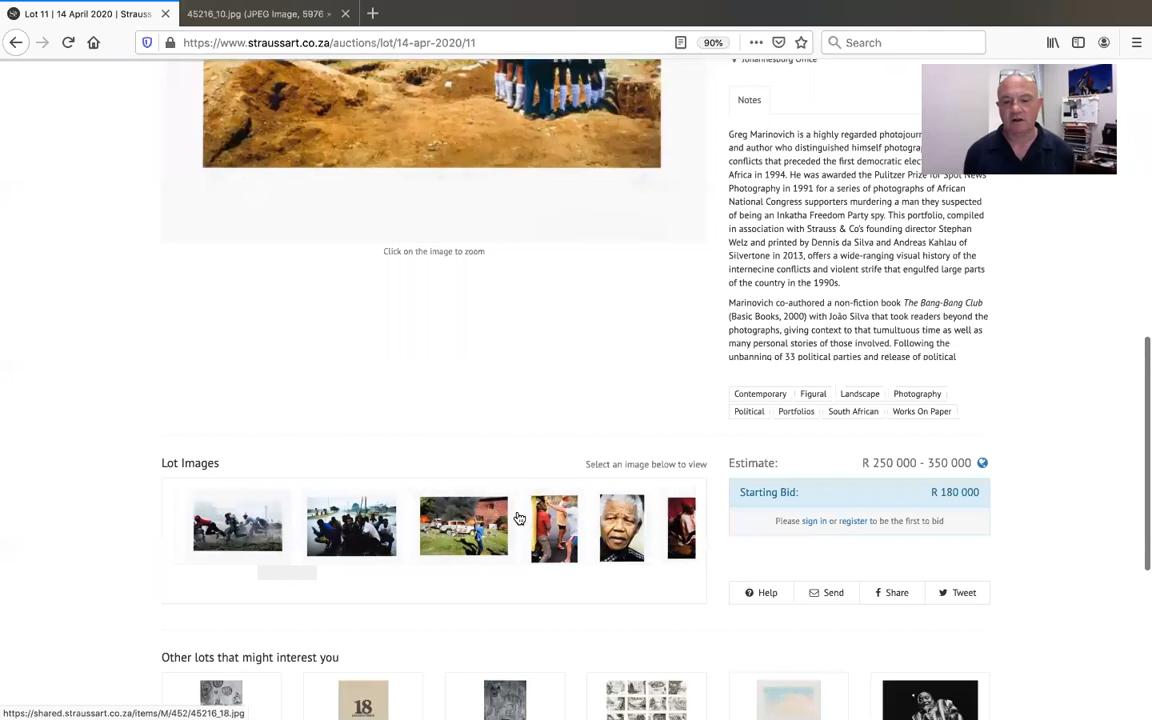 Lot 11 | 14 April 2020 | Strauss
45216_10.jpg (JPEG Image, 5976 ×
https://www.straussart.co.za/auctions/lot/14-apr-2020/11
90%
Search
Johannesburg Office
Notes
Greg Marinovich is a highly regarded
and author who distinguished himself
conflicts that preceded the first democratic
Africa in 1994. He was awarded the Pulitzer Prize for Spot News
Photography in 1991 for a series of photographs of African
National Congress supporters murdering a man they suspected
of being an Inkatha Freedom Party spy. This portfolio, compiled
in association with Strauss & Co's founding director Stephan
Welz and printed by Dennis da Silva and Andreas Kahlau of
Silvertone in 2013, offers a wide-ranging visual history of the
internecine conflicts and violent strife that engulfed large parts
of the country in the 1990s.
Marinovich co-authored a non-fiction book The Bang-Bang Club
(Basic Books, 2000) with João Silva that took readers beyond the
photographs, giving context to that tumultuous time as well as
many personal stories of those involved. Following the
unbanning of 33 political parties and release of political
Click on the image to zoom
Contemporary Figural Landscape Photography
Political Portfolios South African Works On Paper
Lot Images
Select an image below to view
Estimate: R 250 000 - 350 000
Starting Bid: R 180 000
Please sign in or register to be the first to bid
Help Send Share Tweet
Other lots that might interest you
18
https://shared.straussart.co.za/items/M/452/45216_18.jpg